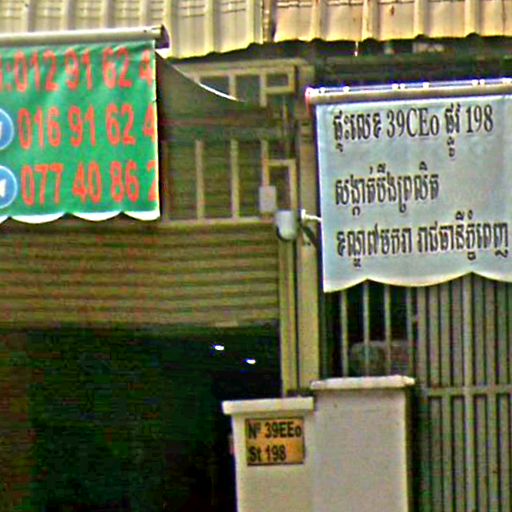 :012 91 62 4
016 91 62 4
077 40 86 2
ផ្ទះលេខ 39CEo ផ្លូវ 198
សង្កាត់បឹងព្រលឹត
ខណ្ឌ៧មករា រាជធានីភ្នំពេញ
Nº 39EEo
St 198